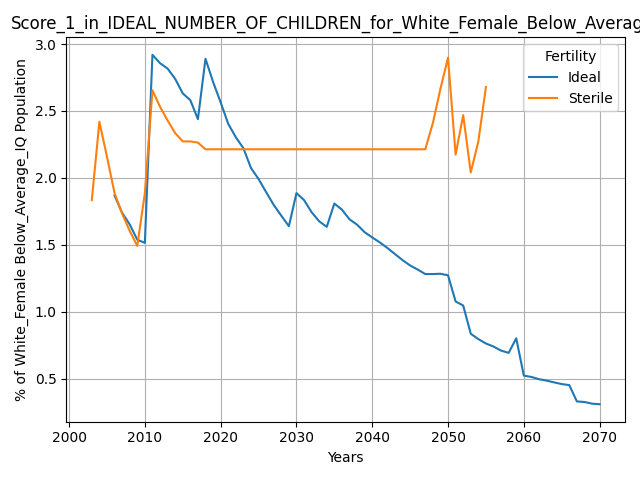 Score_1_in_IDEAL_NUMBER_OF_CHILDREN_for_White_Female_Below_Averag
3.0
2.5
2.0
1.5
1.0
0.5
% of White_Female Below_Average_IQ Population
Fertility
Ideal
Sterile
2000 2010 2020 2030 2040 2050 2060 2070
Years